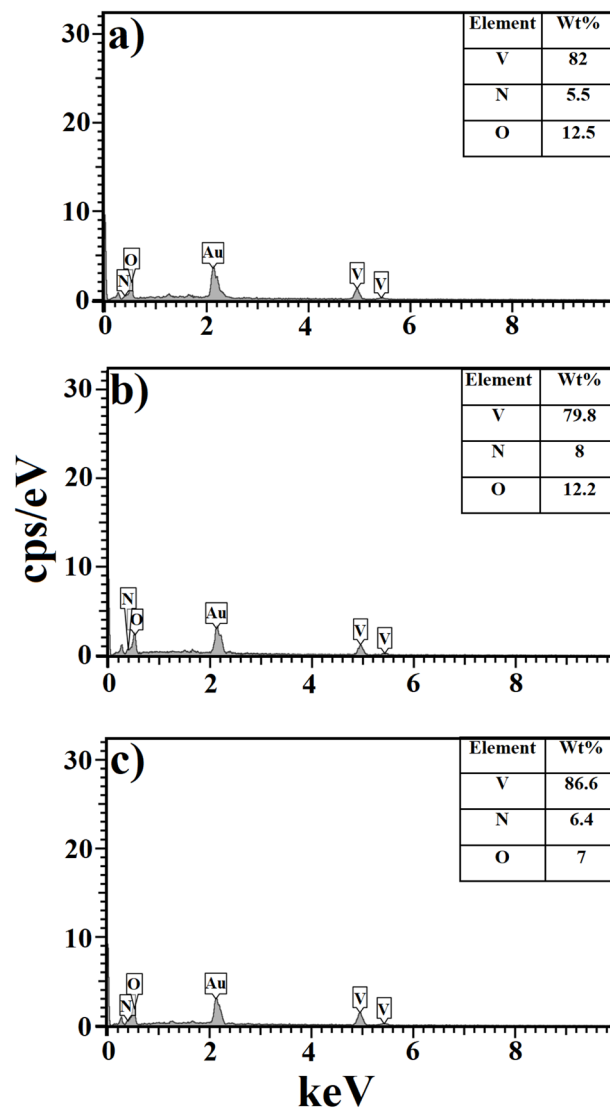 a)
30
20
10
0
0 2 4 6 8
N O Au V V
Element Wt%
V 82
N 5.5
O 12.5
b)
30
20
10
0
0 2 4 6 8
N O Au V V
Element Wt%
V 79.8
N 8
O 12.2
cps/eV
c)
30
20
10
0
0 2 4 6 8
N O Au V V
Element Wt%
V 86.6
N 6.4
O 7
keV